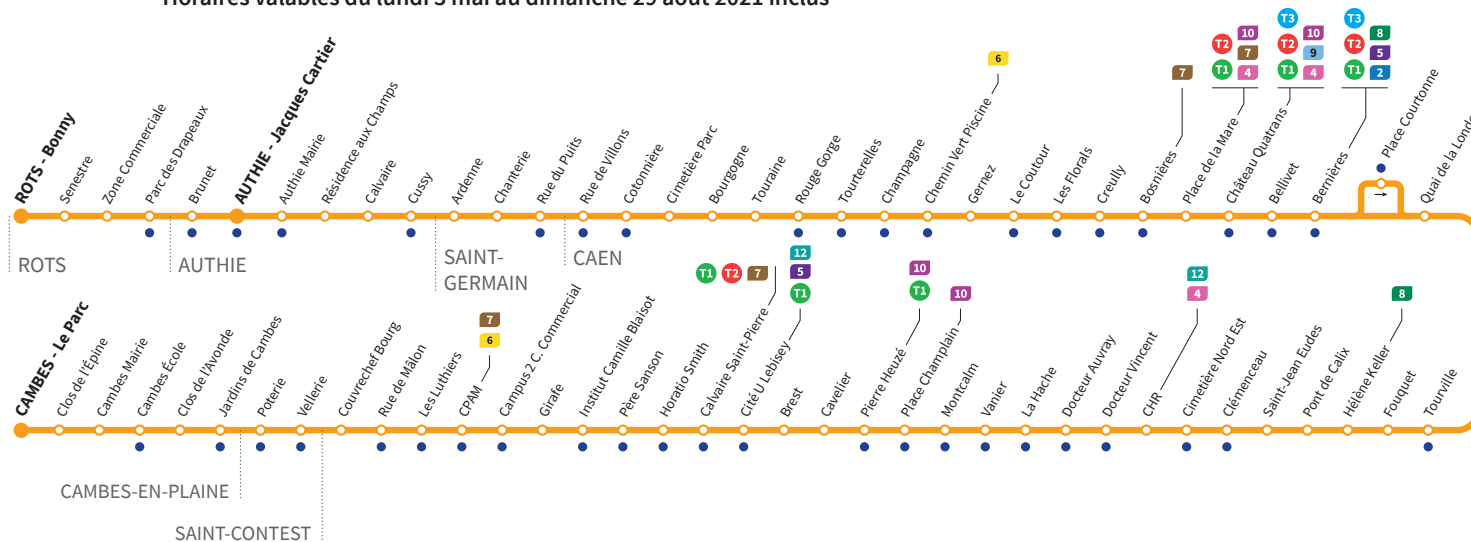 Horaires valables du lundi 3 mai au dimanche 29 août 2021 inclus
ROTS - Bonny
Senestre
Zone Commerciale
Parc des Drapeaux
Brunet
AUTHIE - Jacques Cartier
Authie Mairie
Résidence aux Champs
Calvaire
Cussy
Ardenne
Chanterie
Rue du Puits
Rue de Villons
Cotonnière
Cimetière Parc
Bourgogne
Touraine
Rouge Gorge
Tourterelles
Champagne
Chemin Vert Piscine
6
Gernez
Le Coutour
Les Florals
Creully
Bosnières
7
Place de la Mare
T2 10
7
T1 4
Château Quatrans
T3
T2 10
9
T1 4
Bellivet
Bernières
T3 8
T2 5
T1 2
Place Courtonne
→
Quai de la Londe
ROTS
AUTHIE
SAINT-
GERMAIN
CAEN
CAMBES - Le Parc
Clos de l'Épine
Cambes Mairie
Cambes École
Clos de l'Avonde
Jardins de Cambes
Poterie
Vellerie
Couvrechef Bourg
Rue de Mâlon
Les Luthiers
CPAM
7
6
Campus 2 C. Commercial
Girafe
Institut Camille Blaisot
Père Sanson
Horatio Smith
Calvaire Saint-Pierre
T1 T2 7
Cité U Lebisey
12
5
T1
Brest
Cavelier
Pierre Heuzé
10
T1
Place Champlain
10
Montcalm
Vanier
La Hache
Docteur Auvray
Docteur Vincent
CHR
12
4
Cimetière Nord Est
Clémenceau
Saint-Jean Eudes
Pont de Calix
Hélène Keller
8
Fouquet
Tourville
CAMBES-EN-PLAINE
SAINT-CONTEST